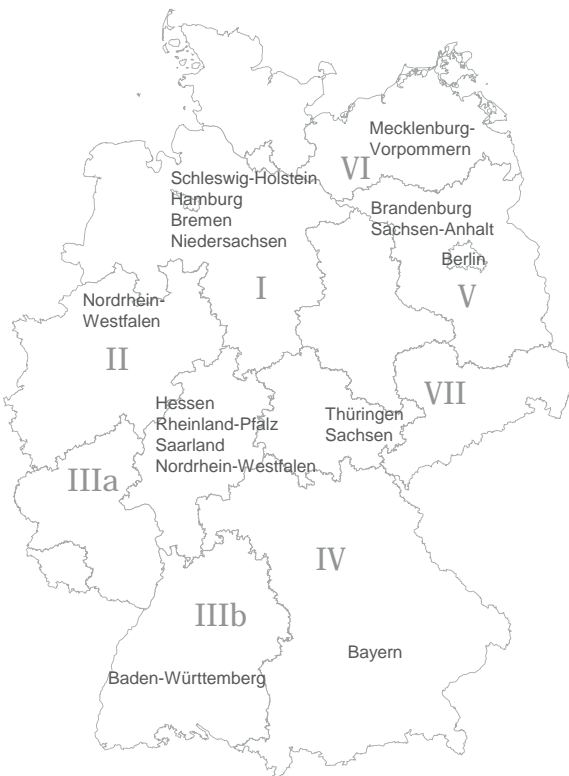 Mecklenburg-
Vorpommern
VI
Schleswig-Holstein
Hamburg
Bremen
Niedersachsen
Brandenburg
Sachsen-Anhalt
Berlin
I
V
Nordrhein-
Westfalen
II
VII
Hessen
Rheinland-Pfalz
Saarland
Nordrhein-Westfalen
Thüringen
Sachsen
IIIa
IV
IIIb
Bayern
Baden-Württemberg